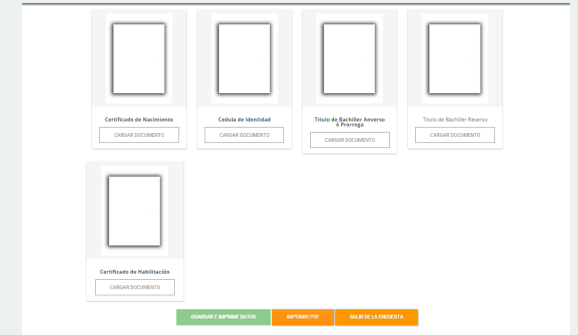 Certificado de Nacimiento
CARGAR DOCUMENTO
Cedula de Identidad
CARGAR DOCUMENTO
Titulo de Bachiller Anverso
ó Prorroga
CARGAR DOCUMENTO
Titulo de Bachiller Reverso
CARGAR DOCUMENTO
Certificado de Habilitación
CARGAR DOCUMENTO
GUARDAR E IMPRIME DATOS
IMPRIMIR PDF
SALIR DE LA ENCUESTA